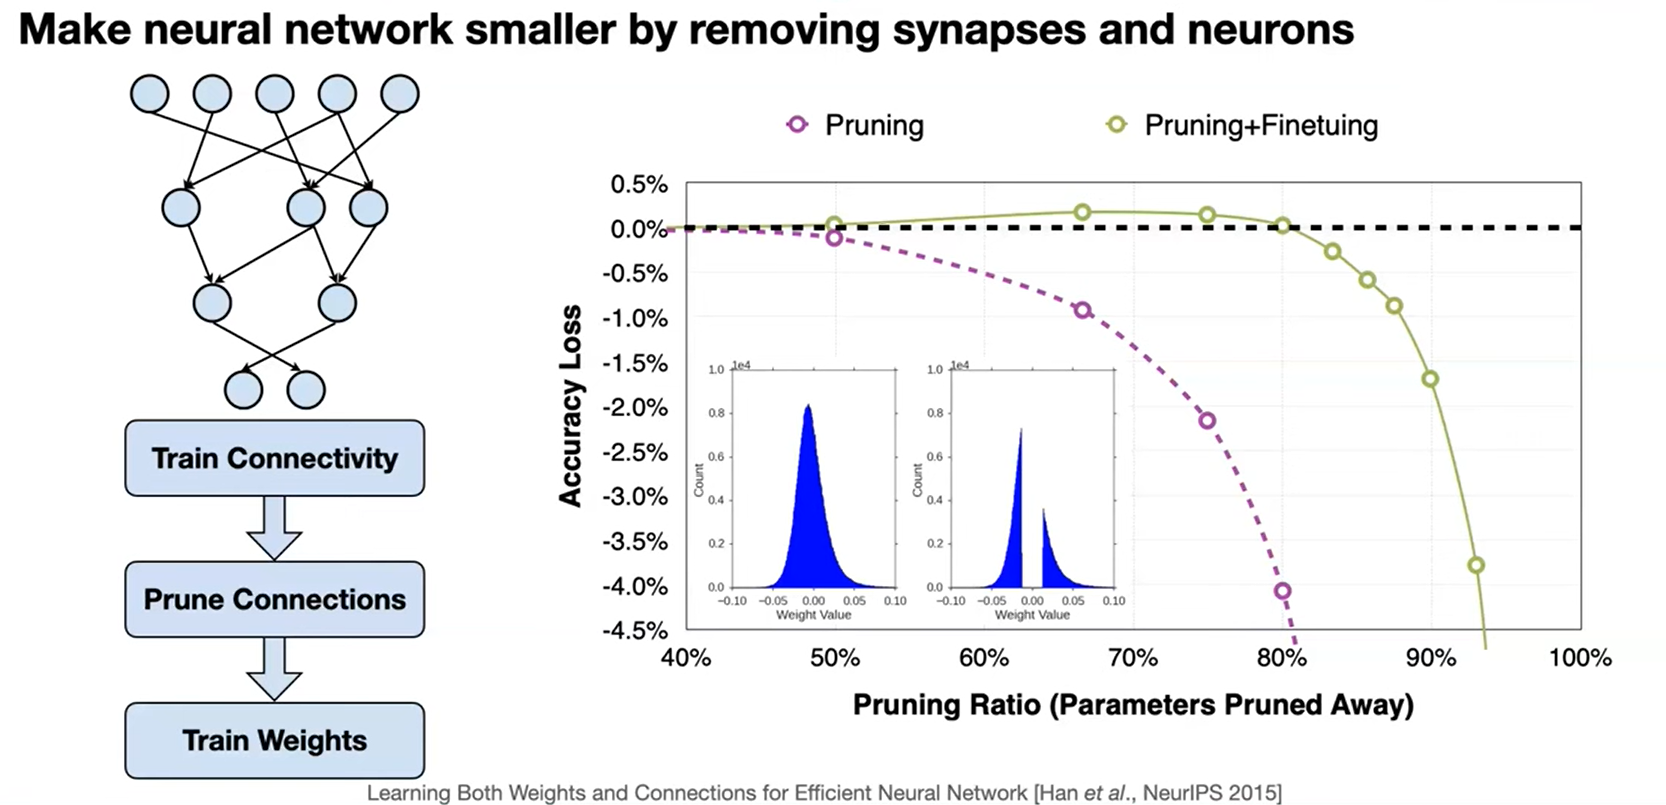 Make neural network smaller by removing synapses and neurons
Train Connectivity
Prune Connections
Train Weights
Pruning
Pruning+Finetuing
Accuracy Loss
0.5%
0.0%
-0.5%
-1.0%
-1.5%
-2.0%
-2.5%
-3.0%
-3.5%
-4.0%
-4.5%
1e4
1.0
0.8
0.6
0.4
0.2
0.0
Count
−0.10 −0.05 0.00 0.05 0.10
Weight Value
1e4
1.0
0.8
0.6
0.4
0.2
0.0
Count
−0.10 −0.05 0.00 0.05 0.10
Weight Value
40% 50% 60% 70% 80% 90% 100%
Pruning Ratio (Parameters Pruned Away)
Learning Both Weights and Connections for Efficient Neural Network [Han et al., NeurIPS 2015]